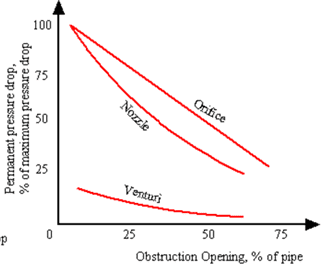 100
75
50
25
0
25
50
75
Permanent pressure drop,
% of maximum pressure drop
Orifice
Nozzle
Venturi
Obstruction Opening, % of pipe
op